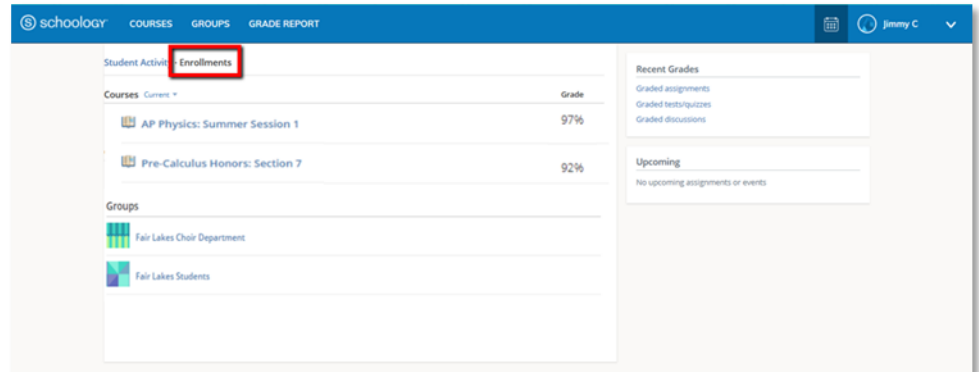 schoology COURSES GROUPS GRADE REPORT Jimmy C
Student Activity Enrollments
Courses Current Grade
AP Physics: Summer Session 1 97%
Pre-Calculus Honors: Section 7 92%
Groups
Fair Lakes Choir Department
Fair Lakes Students
Recent Grades
Graded assignments
Graded tests/quizzes
Graded discussions
Upcoming
No upcoming assignments or events